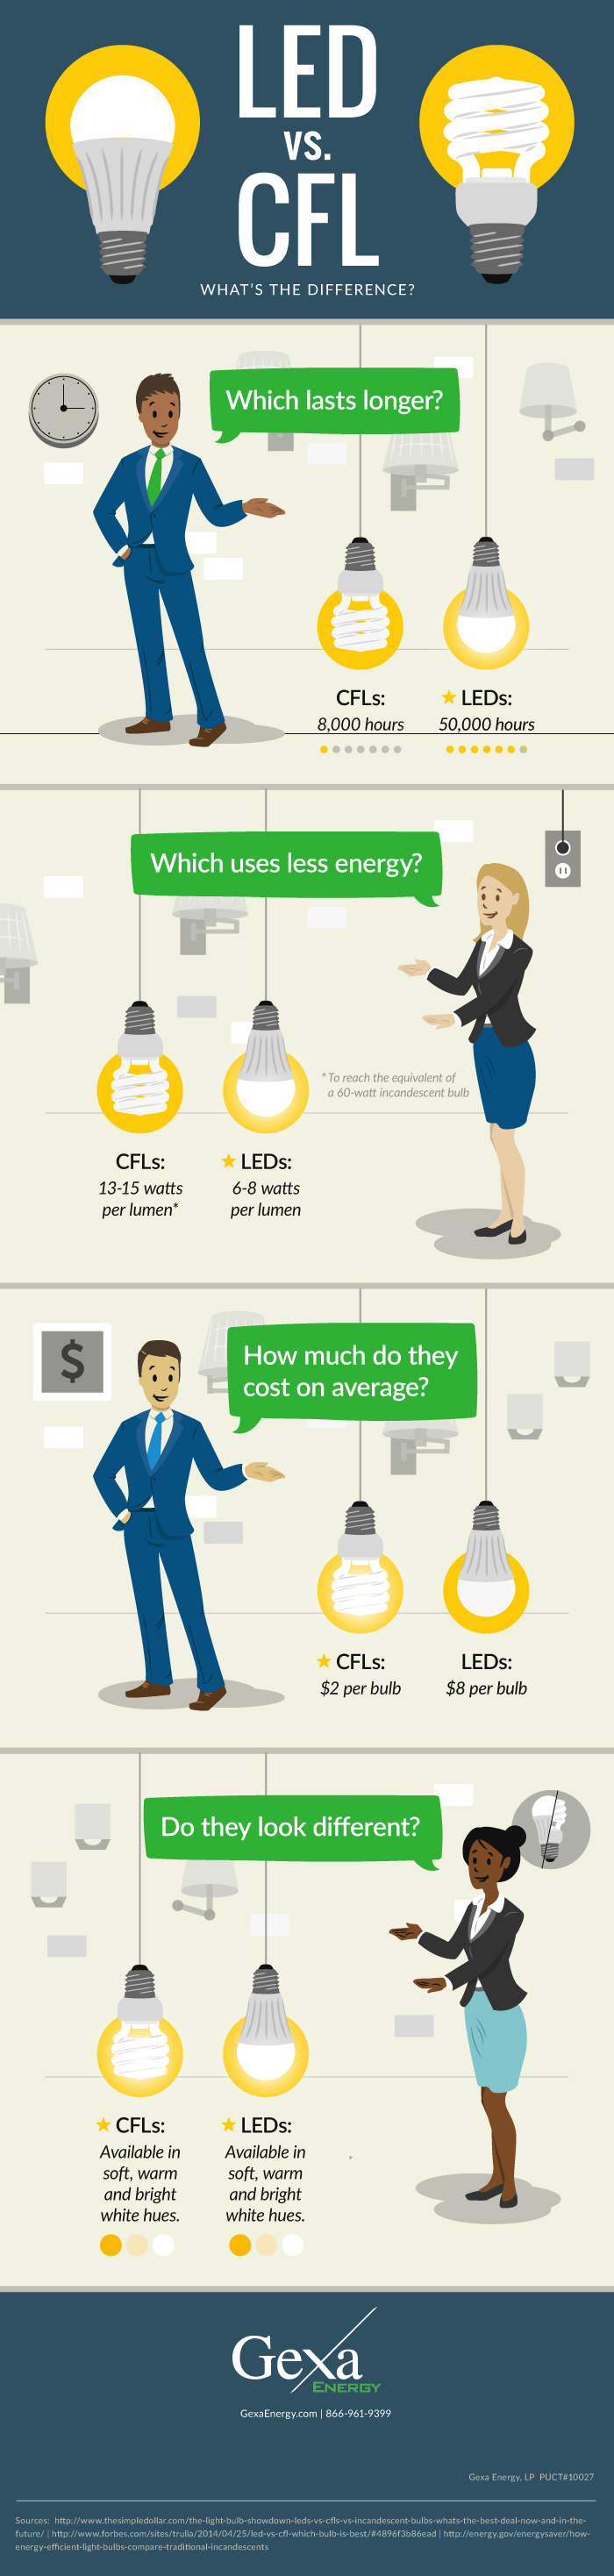 LED
VS.
CFL
WHAT'S THE DIFFERENCE?
Which lasts longer?
CFLs:
8,000 hours
★ LEDs:
50,000 hours
Which uses less energy?
*To reach the equivalent of
a 60-watt incandescent bulb
CFLs:
13-15 watts
per lumen*
★ LEDs:
6-8 watts
per lumen
$
How much do they
cost on average?
★ CFLs:
$2 per bulb
LEDs:
$8 per bulb
Do they look different?
★ CFLs:
Available in
soft, warm
and bright
white hues.
★ LEDs:
Available in
soft, warm
and bright
white hues.
Gexa
ENERGY
GexaEnergy.com | 866-961-9399
Gexa Energy, LP PUCT#10027
Sources: http://www.thesimpledollar.com/the-light-bulb-showdown-leds-vs-cfls-vs-incandescent-bulbs-whats-the-best-deal-now-and-in-the-
future/ | http://www.forbes.com/sites/trulia/2014/04/25/led-vs-cfl-which-bulb-is-best/#4896f3b86ead | http://energy.gov/energysaver/how-
energy-efficient-light-bulbs-compare-traditional-incandescents